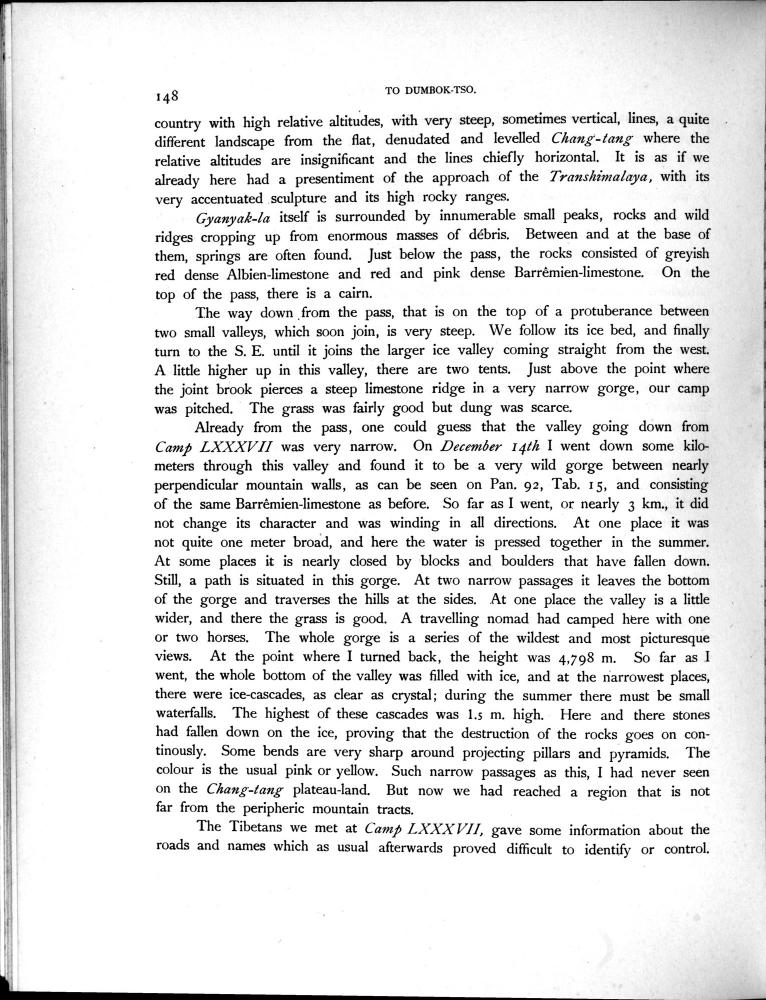 148
TO DUMBOK-TSO.
country with high relative altitudes, with very steep, sometimes vertical, lines, a quite
different landscape from the flat, denudated and levelled Chang-tang where the
relative altitudes are insignificant and the lines chiefly horizontal. It is as if we
already here had a presentiment of the approach of the Transhimalaya, with its
very accentuated sculpture and its high rocky ranges.
Gyanyak-la itself is surrounded by innumerable small peaks, rocks and wild
ridges cropping up from enormous masses of débris. Between and at the base of
them, springs are often found. Just below the pass, the rocks consisted of greyish
red dense Albien-limestone and red and pink dense Barrêmien-limestone. On the
top of the pass, there is a cairn.
The way down from the pass, that is on the top of a protuberance between
two small valleys, which soon join, is very steep. We follow its ice bed, and finally
turn to the S. E. until it joins the larger ice valley coming straight from the west.
A little higher up in this valley, there are two tents. Just above the point where
the joint brook pierces a steep limestone ridge in a very narrow gorge, our camp
was pitched. The grass was fairly good but dung was scarce.
Already from the pass, one could guess that the valley going down from
Camp LXXXVII was very narrow. On December 14th I went down some kilo-
meters through this valley and found it to be a very wild gorge between nearly
perpendicular mountain walls, as can be seen on Pan. 92, Tab. 15, and consisting
of the same Barrêmien-limestone as before. So far as I went, or nearly 3 km., it did
not change its character and was winding in all directions. At one place it was
not quite one meter broad, and here the water is pressed together in the summer.
At some places it is nearly closed by blocks and boulders that have fallen down.
Still, a path is situated in this gorge. At two narrow passages it leaves the bottom
of the gorge and traverses the hills at the sides. At one place the valley is a little
wider, and there the grass is good. A travelling nomad had camped here with one
or two horses. The whole gorge is a series of the wildest and most picturesque
views. At the point where I turned back, the height was 4,798 m. So far as I
went, the whole bottom of the valley was filled with ice, and at the narrowest places,
there were ice-cascades, as clear as crystal; during the summer there must be small
waterfalls. The highest of these cascades was 1.5 m. high. Here and there stones
had fallen down on the ice, proving that the destruction of the rocks goes on con-
tinously. Some bends are very sharp around projecting pillars and pyramids. The
colour is the usual pink or yellow. Such narrow passages as this, I had never seen
on the Chang-tang plateau-land. But now we had reached a region that is not
far from the peripheric mountain tracts.
The Tibetans we met at Camp LXXXVII, gave some information about the
roads and names which as usual afterwards proved difficult to identify or control.